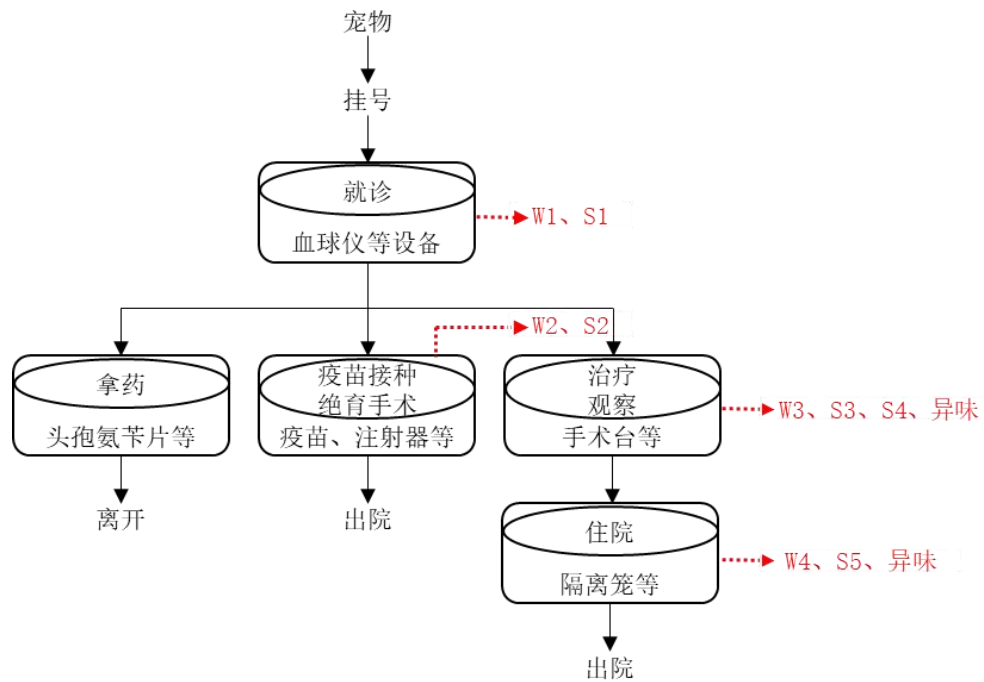 宠物
挂号
就诊
血球仪等设备
W1、S1
W2、S2
拿药
头孢氨苄片等
疫苗接种
绝育手术
疫苗、注射器等
治疗
观察
手术台等
W3、S3、S4、异味
离开
出院
住院
隔离笼等
W4、S5、异味
出院